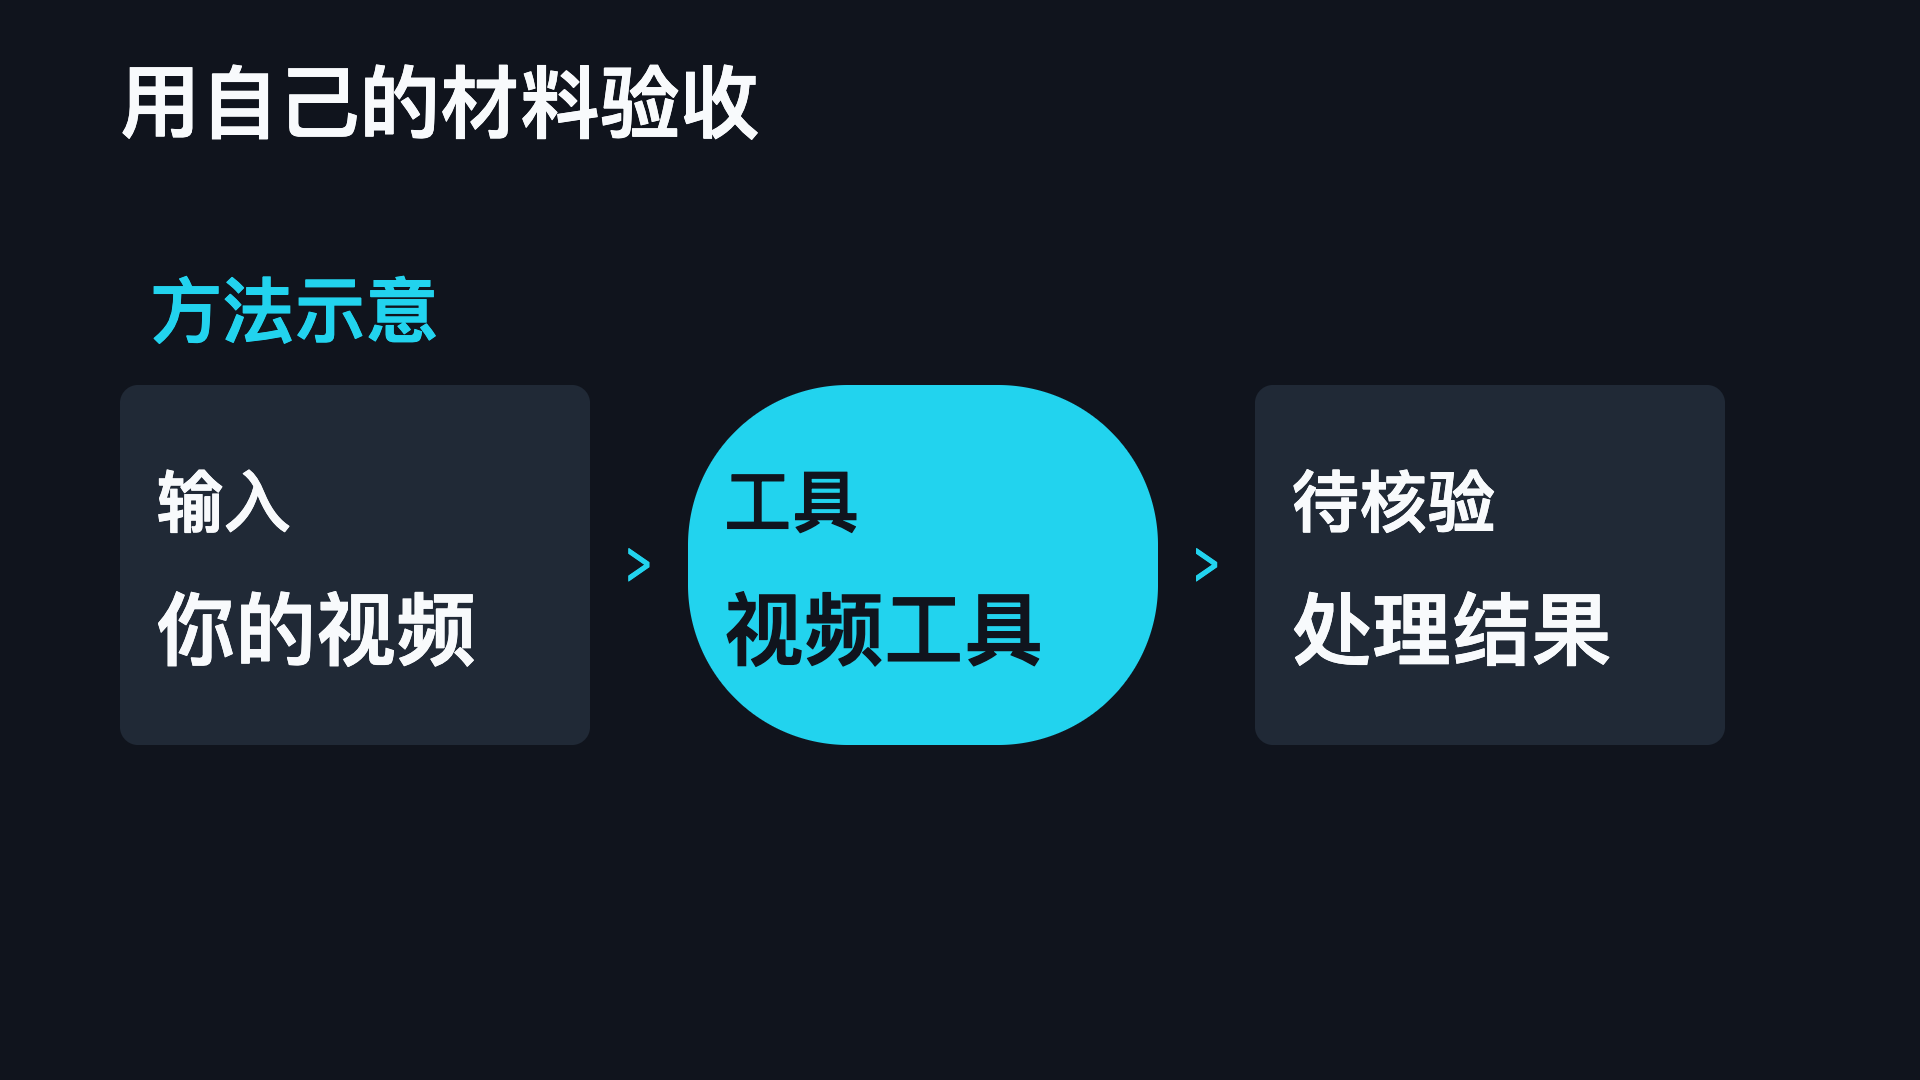 用自己的材料验收
方法示意
输入
你的视频
>
工具
视频工具
>
待核验
处理结果